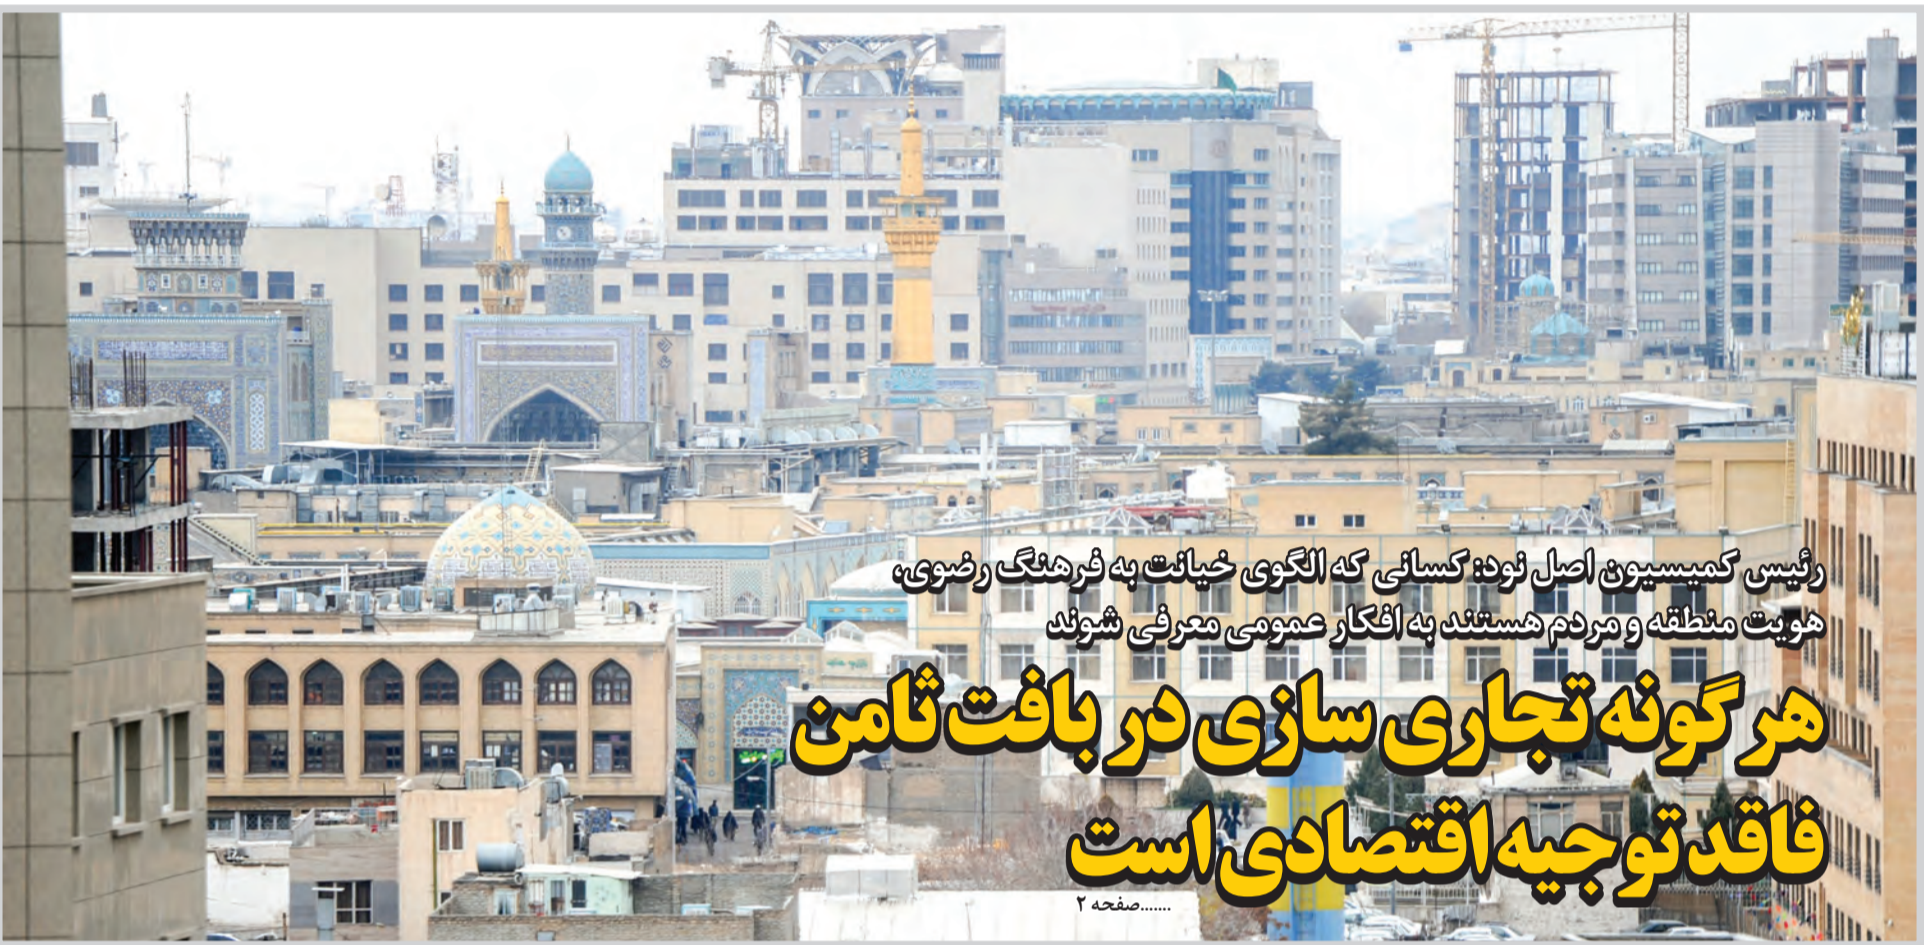 رئیس کمیسیون اصل نود: کسانی که الگوی خیانت به فرهنگ رضوی،
هویت منطقه و مردم هستند به افکار عمومی معرفی شوند
هر گونه تجاری سازی در بافت ثامن
فاقد توجیه اقتصادی است
.......صفحه ۲